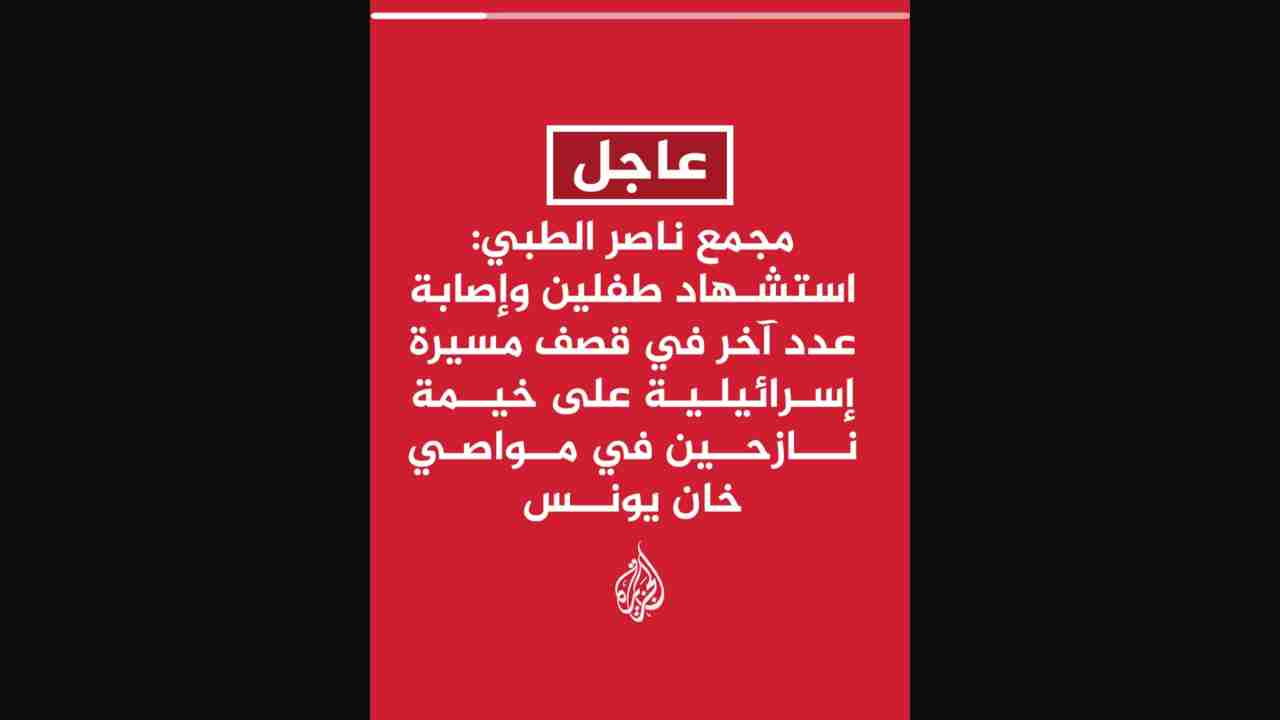 عاجل
مجمع ناصر الطبي:
استشهاد طفلين وإصابة
عدد آخر في قصف مسيرة
إسرائيلية على خيمة
نازحين في مواصي
خان يونس
الجزيرة